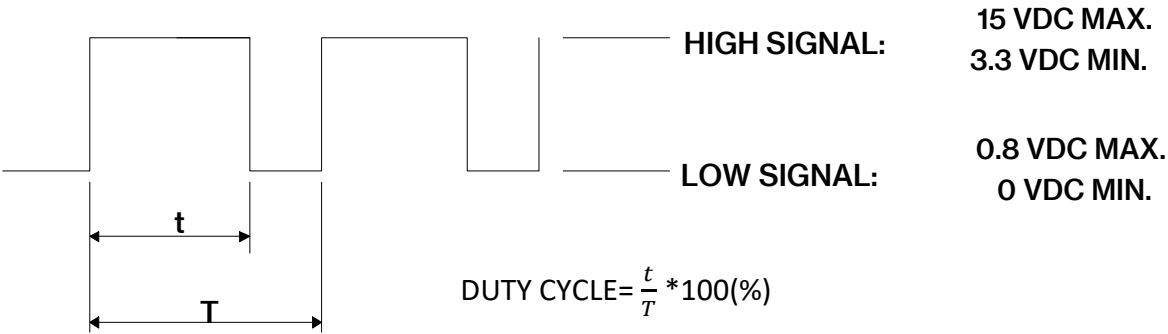 15 VDC MAX.
HIGH SIGNAL:
3.3 VDC MIN.
0.8 VDC MAX.
LOW SIGNAL:
0 VDC MIN.
t
DUTY CYCLE= t/T *100(%)
T